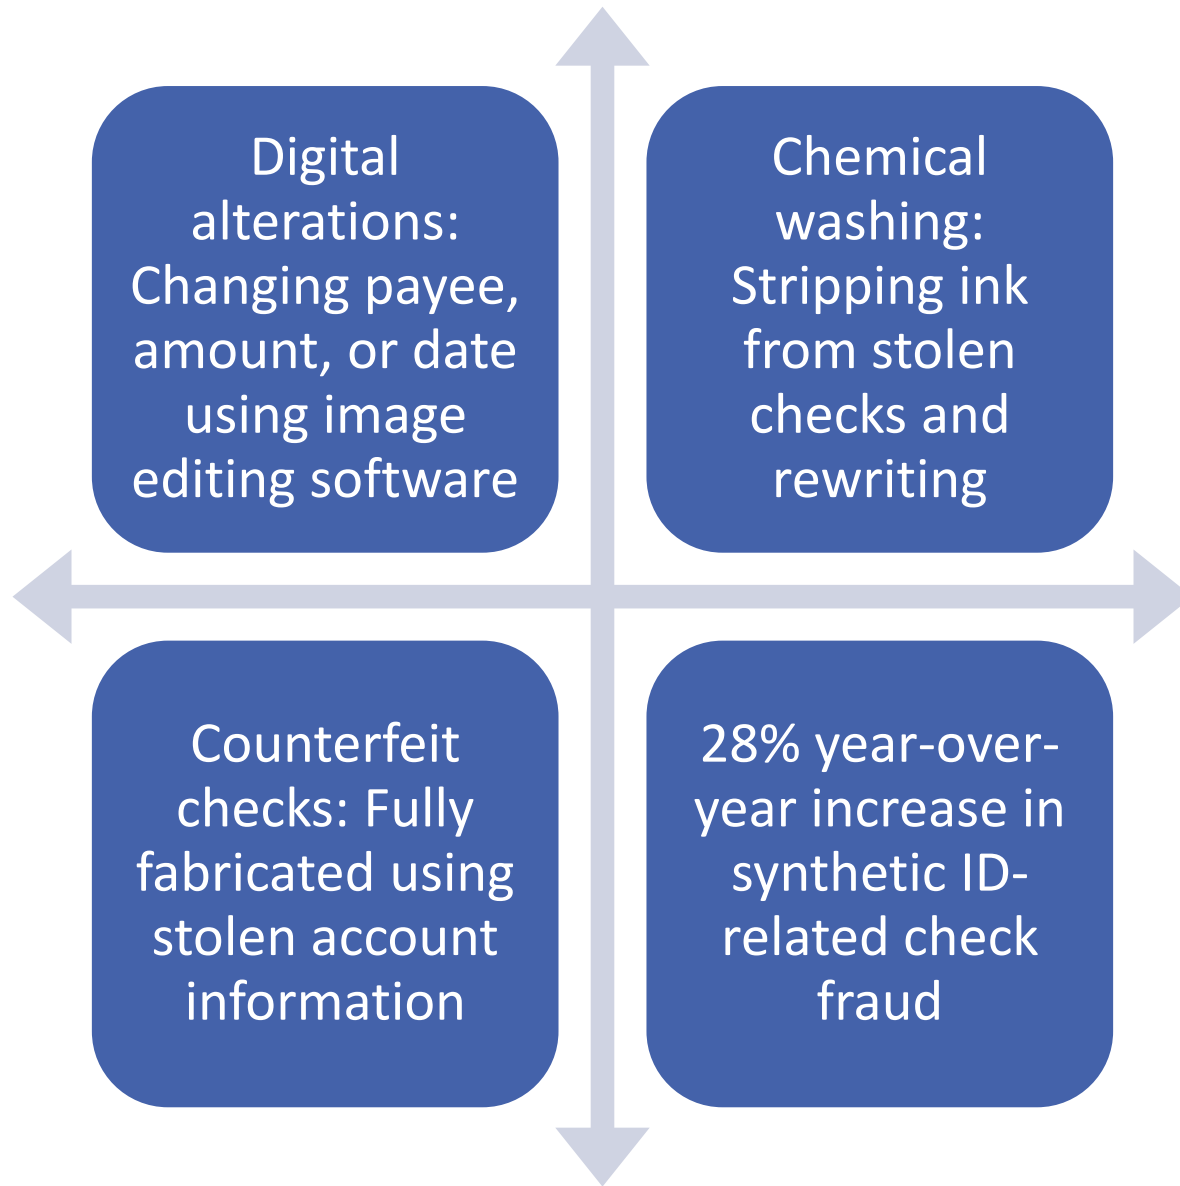 Digital
alterations:
Changing payee,
amount, or date
using image
editing software
Chemical
washing:
Stripping ink
from stolen
checks and
rewriting
Counterfeit
checks: Fully
fabricated using
stolen account
information
28% year-over-
year increase in
synthetic ID-
related check
fraud